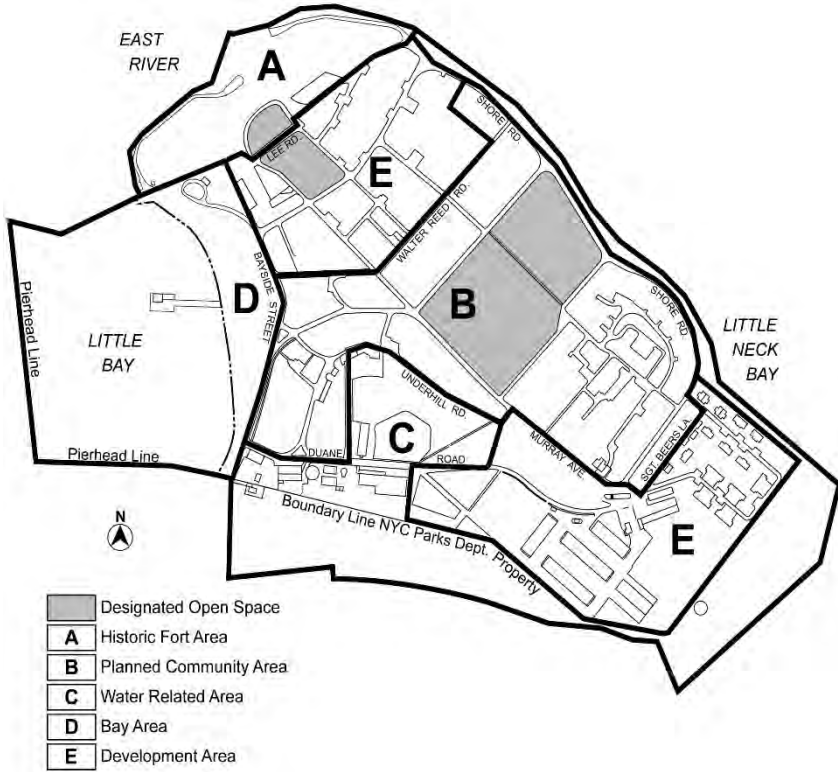 EAST
RIVER
A
SHORE
RD.
LEE RD.
E
WALTER REED RD.
BAYSIDE STREET
D
B
SHORE RD.
Pierhead Line
LITTLE
BAY
LITTLE
NECK
BAY
UNDERHILL RD.
C
MURRAY AVE.
SGT. BEERS LA.
DUANE
ROAD
Pierhead Line
Boundary Line NYC Parks Dept. Property
N
E
Designated Open Space
A Historic Fort Area
B Planned Community Area
C Water Related Area
D Bay Area
E Development Area